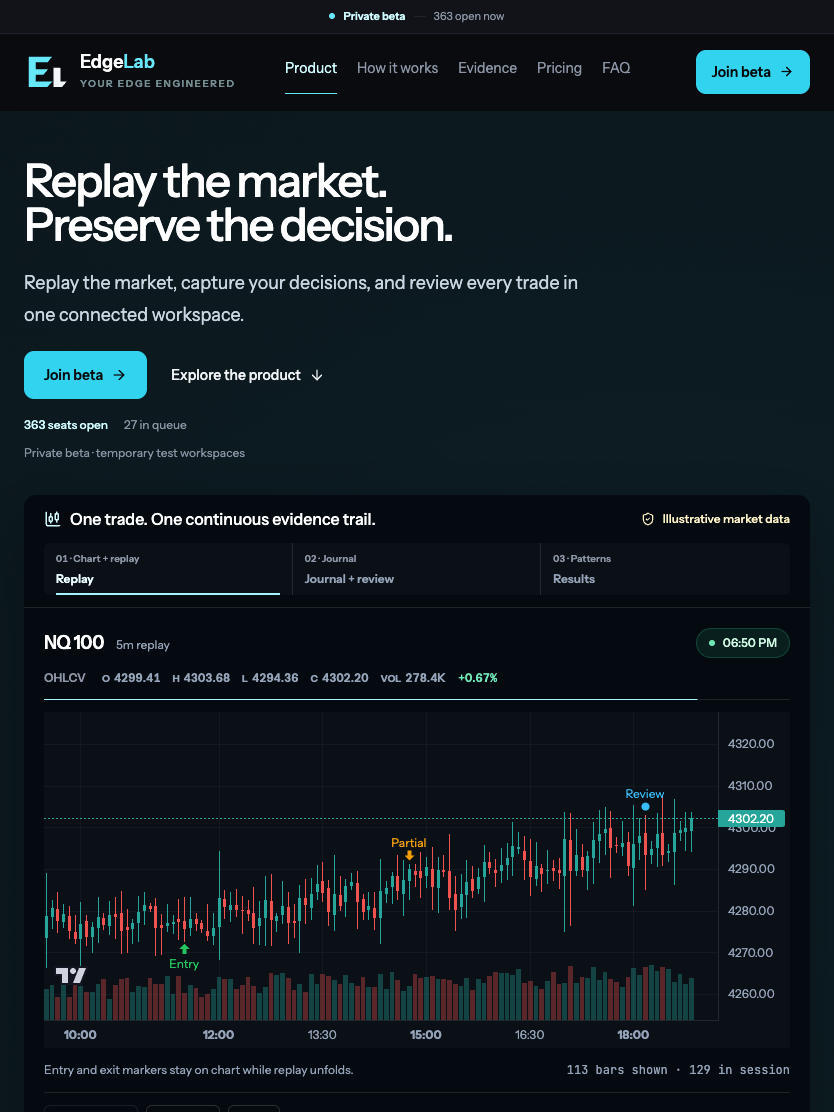 Private beta — 363 open now
EdgeLab
YOUR EDGE ENGINEERED
Product How it works Evidence Pricing FAQ
Join beta →
Replay the market.
Preserve the decision.
Replay the market, capture your decisions, and review every trade in
one connected workspace.
Join beta → Explore the product ↓
363 seats open 27 in queue
Private beta · temporary test workspaces
One trade. One continuous evidence trail. Illustrative market data
01 · Chart + replay 02 · Journal 03 · Patterns
Replay Journal + review Results
NQ 100 5m replay 06:50 PM
OHLCV O 4299.41 H 4303.68 L 4294.36 C 4302.20 VOL 278.4K +0.67%
4320.00
4310.00
Review
4302.20
4300.00
Partial
4290.00
4280.00
4270.00
Entry
4260.00
10:00 12:00 13:30 15:00 16:30 18:00
Entry and exit markers stay on chart while replay unfolds. 113 bars shown · 129 in session